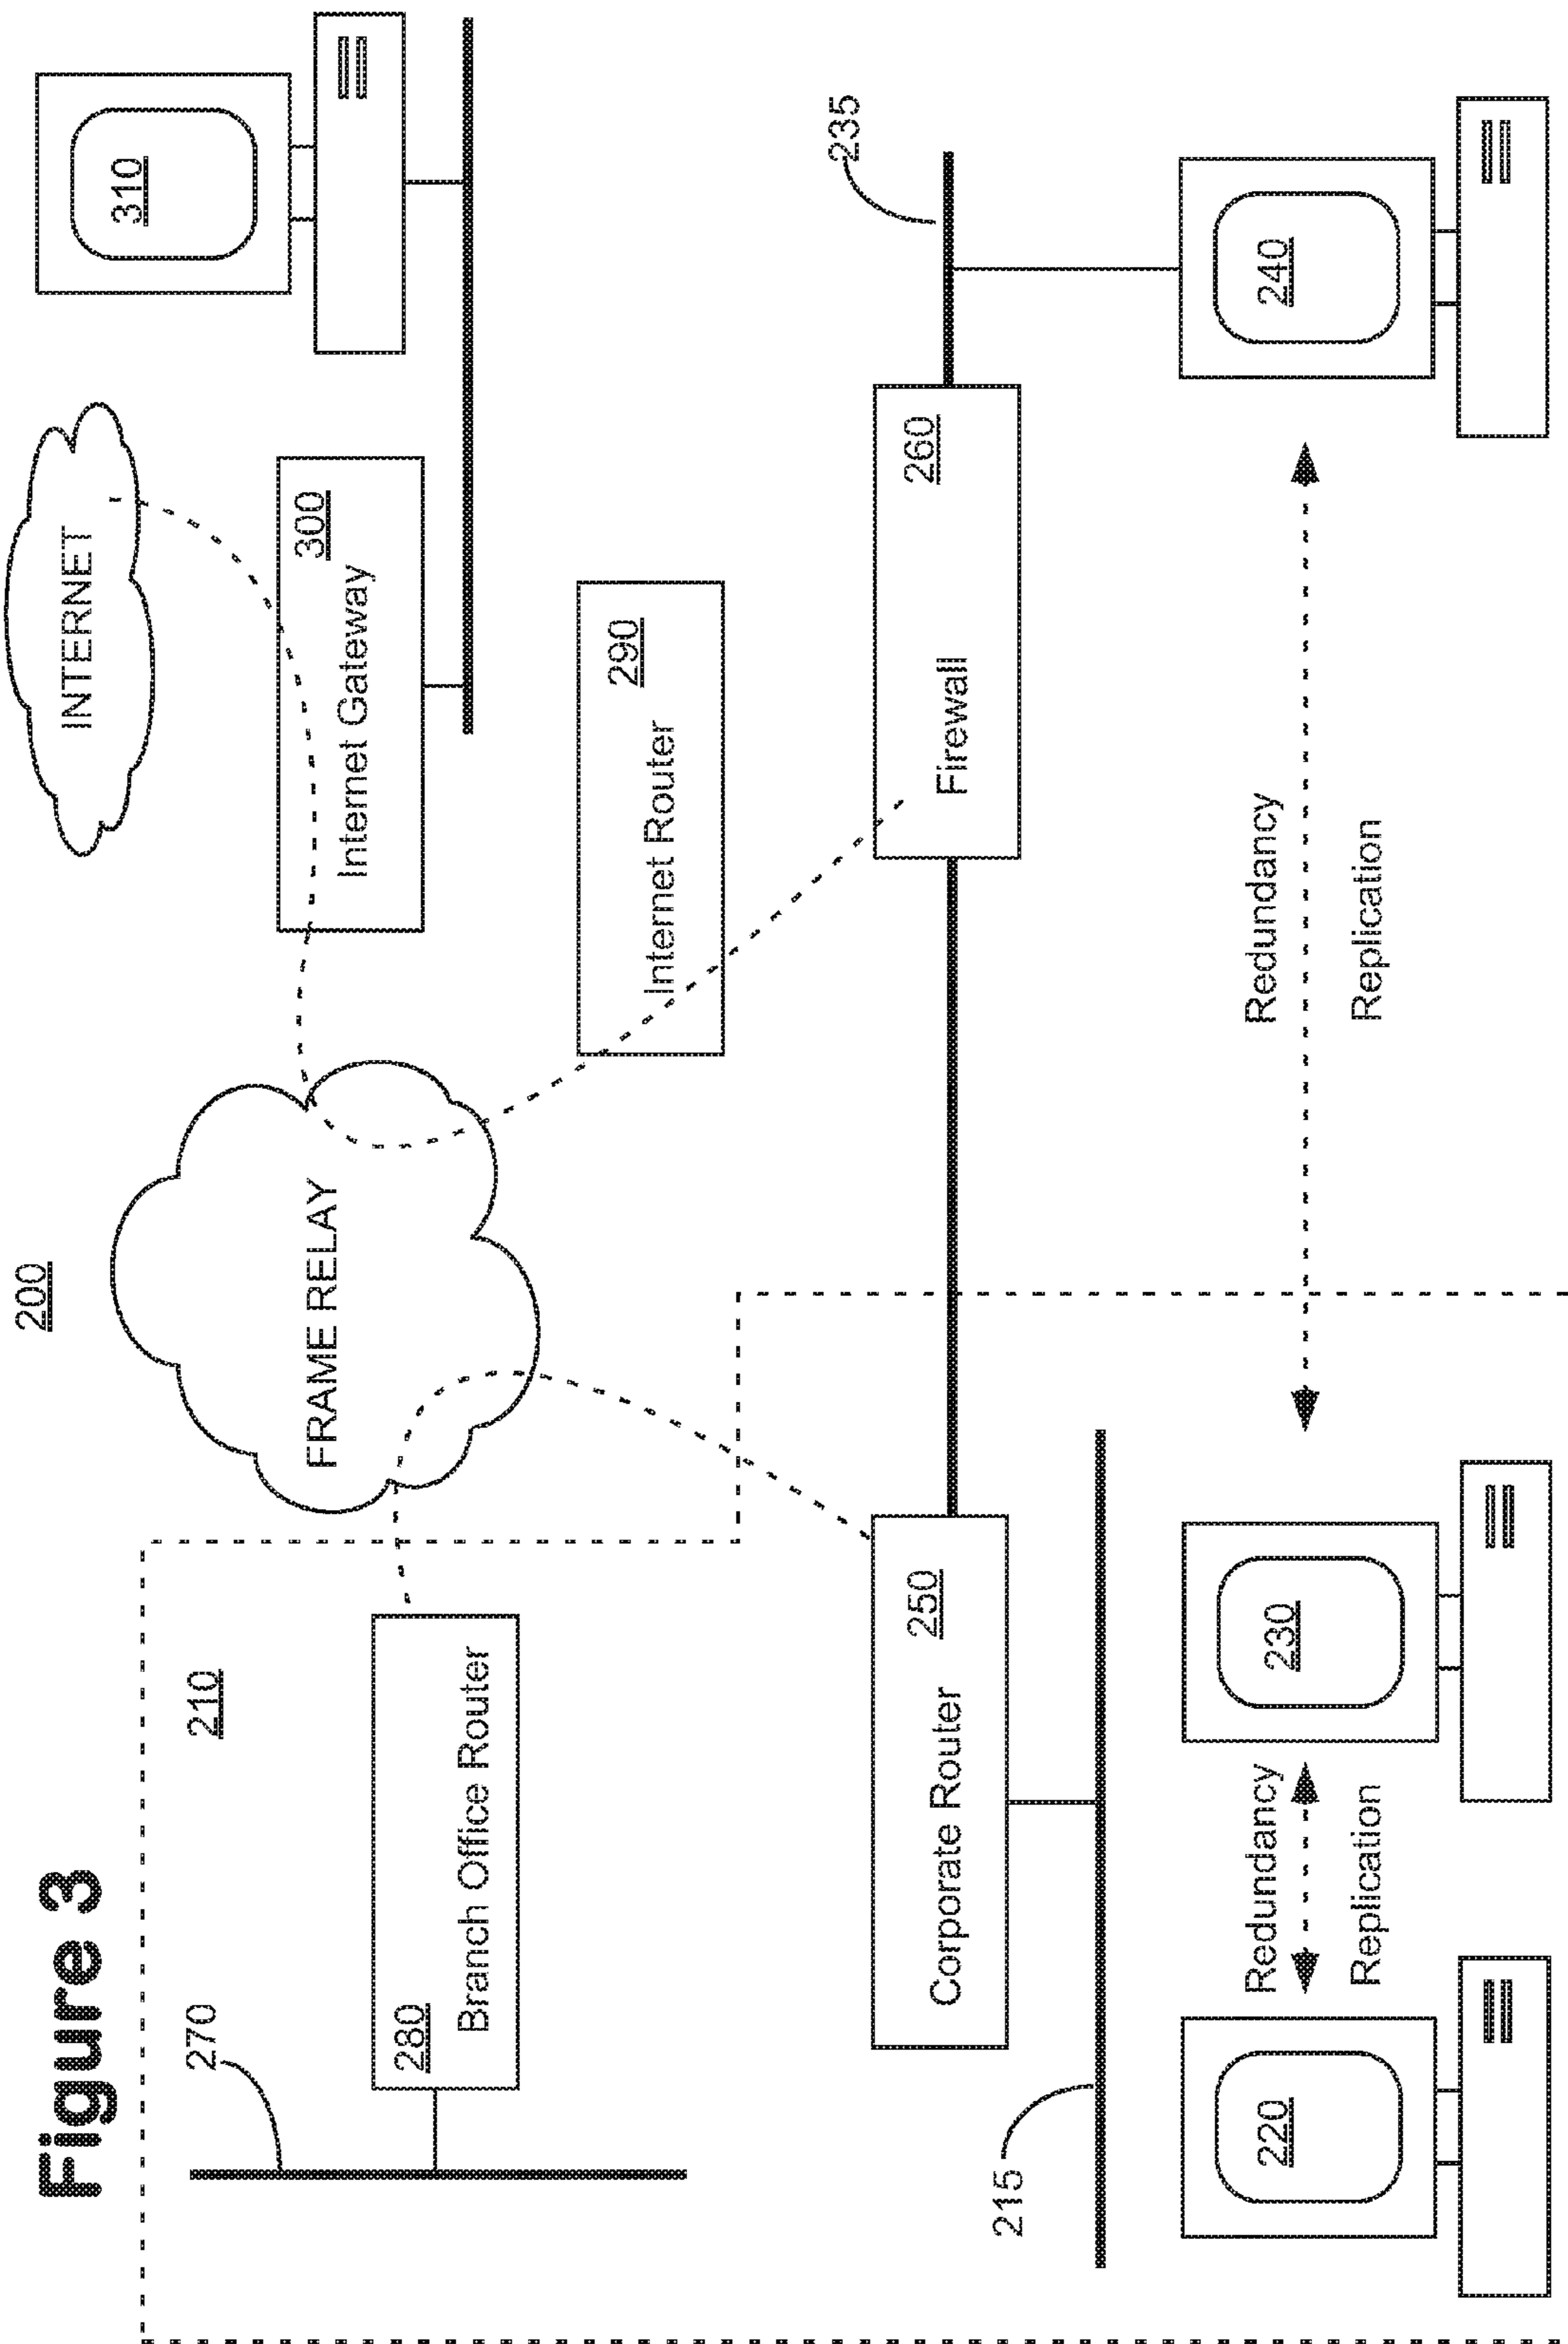 Figure 3
200
INTERNET
310
FRAME RELAY
300
Internet Gateway
210
270
280
Branch Office Router
290
Internet Router
235
250
Corporate Router
260
Firewall
215
220
Redundancy
Replication
230
Redundancy
Replication
240